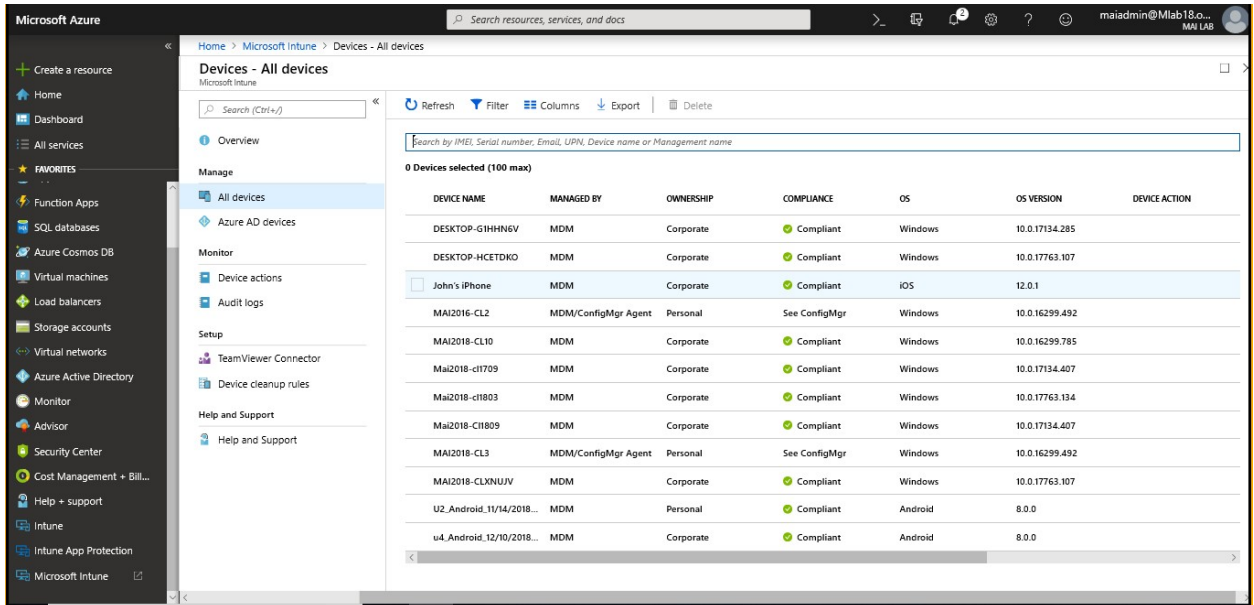 Microsoft Azure
Search resources, services, and docs
2
maiadmin@Mlab18.o...
MAI LAB
Create a resource
Home
Dashboard
All services
FAVORITES
Function Apps
SQL databases
Azure Cosmos DB
Virtual machines
Load balancers
Storage accounts
Virtual networks
Azure Active Directory
Monitor
Advisor
Security Center
Cost Management + Bill...
Help + support
Intune
Intune App Protection
Microsoft Intune
Home > Microsoft Intune > Devices - All devices
Devices - All devices
Microsoft Intune
Search (Ctrl+/)
Overview
Manage
All devices
Azure AD devices
Monitor
Device actions
Audit logs
Setup
TeamViewer Connector
Device cleanup rules
Help and Support
Help and Support
Refresh Filter Columns Export Delete
Search by IMEI, Serial number, Email, UPN, Device name or Management name
0 Devices selected (100 max)
DEVICE NAME MANAGED BY OWNERSHIP COMPLIANCE OS OS VERSION DEVICE ACTION
DESKTOP-G1HHN6V MDM Corporate Compliant Windows 10.0.17134.285
DESKTOP-HCETDKO MDM Corporate Compliant Windows 10.0.17763.107
John's iPhone MDM Corporate Compliant iOS 12.0.1
MAI2016-CL2 MDM/ConfigMgr Agent Personal See ConfigMgr Windows 10.0.16299.492
MAI2018-CL10 MDM Corporate Compliant Windows 10.0.16299.785
Mai2018-cl1709 MDM Corporate Compliant Windows 10.0.17134.407
Mai2018-cl1803 MDM Corporate Compliant Windows 10.0.17763.134
Mai2018-Cl1809 MDM Corporate Compliant Windows 10.0.17134.407
MAI2018-CL3 MDM/ConfigMgr Agent Personal See ConfigMgr Windows 10.0.16299.492
MAI2018-CLXNUJV MDM Corporate Compliant Windows 10.0.17763.107
U2_Android_11/14/2018... MDM Personal Compliant Android 8.0.0
u4_Android_12/10/2018... MDM Corporate Compliant Android 8.0.0